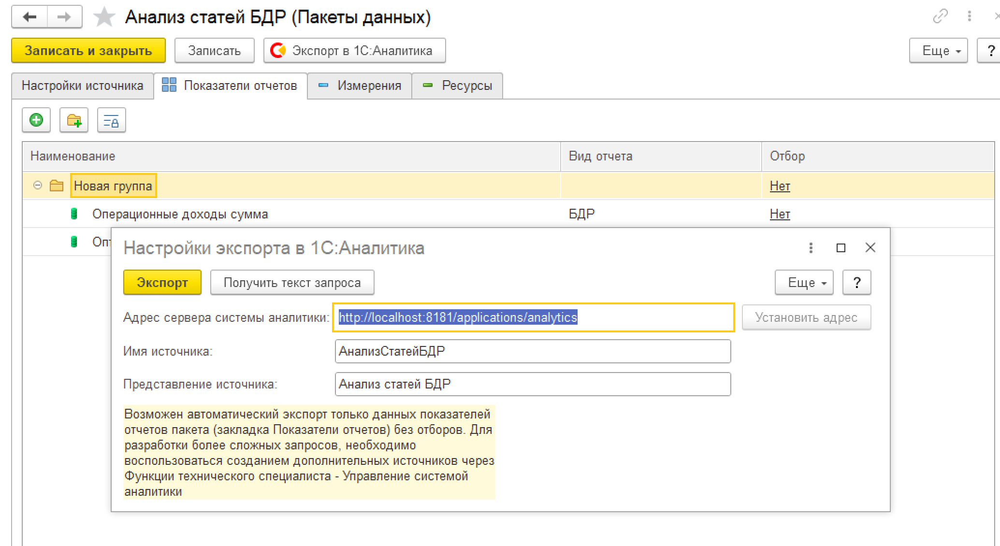 Анализ статей БДР (Пакеты данных)
Записать и закрыть Записать Экспорт в 1С:Аналитика Еще ?
Настройки источника Показатели отчетов Измерения Ресурсы
Наименование Вид отчета Отбор
Новая группа Нет
Операционные доходы сумма БДР Нет
Настройки экспорта в 1С:Аналитика
Экспорт Получить текст запроса Еще ?
Адрес сервера системы аналитики: http://localhost:8181/applications/analytics Установить адрес
Имя источника: АнализСтатейБДР
Представление источника: Анализ статей БДР
Возможен автоматический экспорт только данных показателей
отчетов пакета (закладка Показатели отчетов) без отборов. Для
разработки более сложных запросов, необходимо
воспользоваться созданием дополнительных источников через
Функции технического специалиста - Управление системой
аналитики